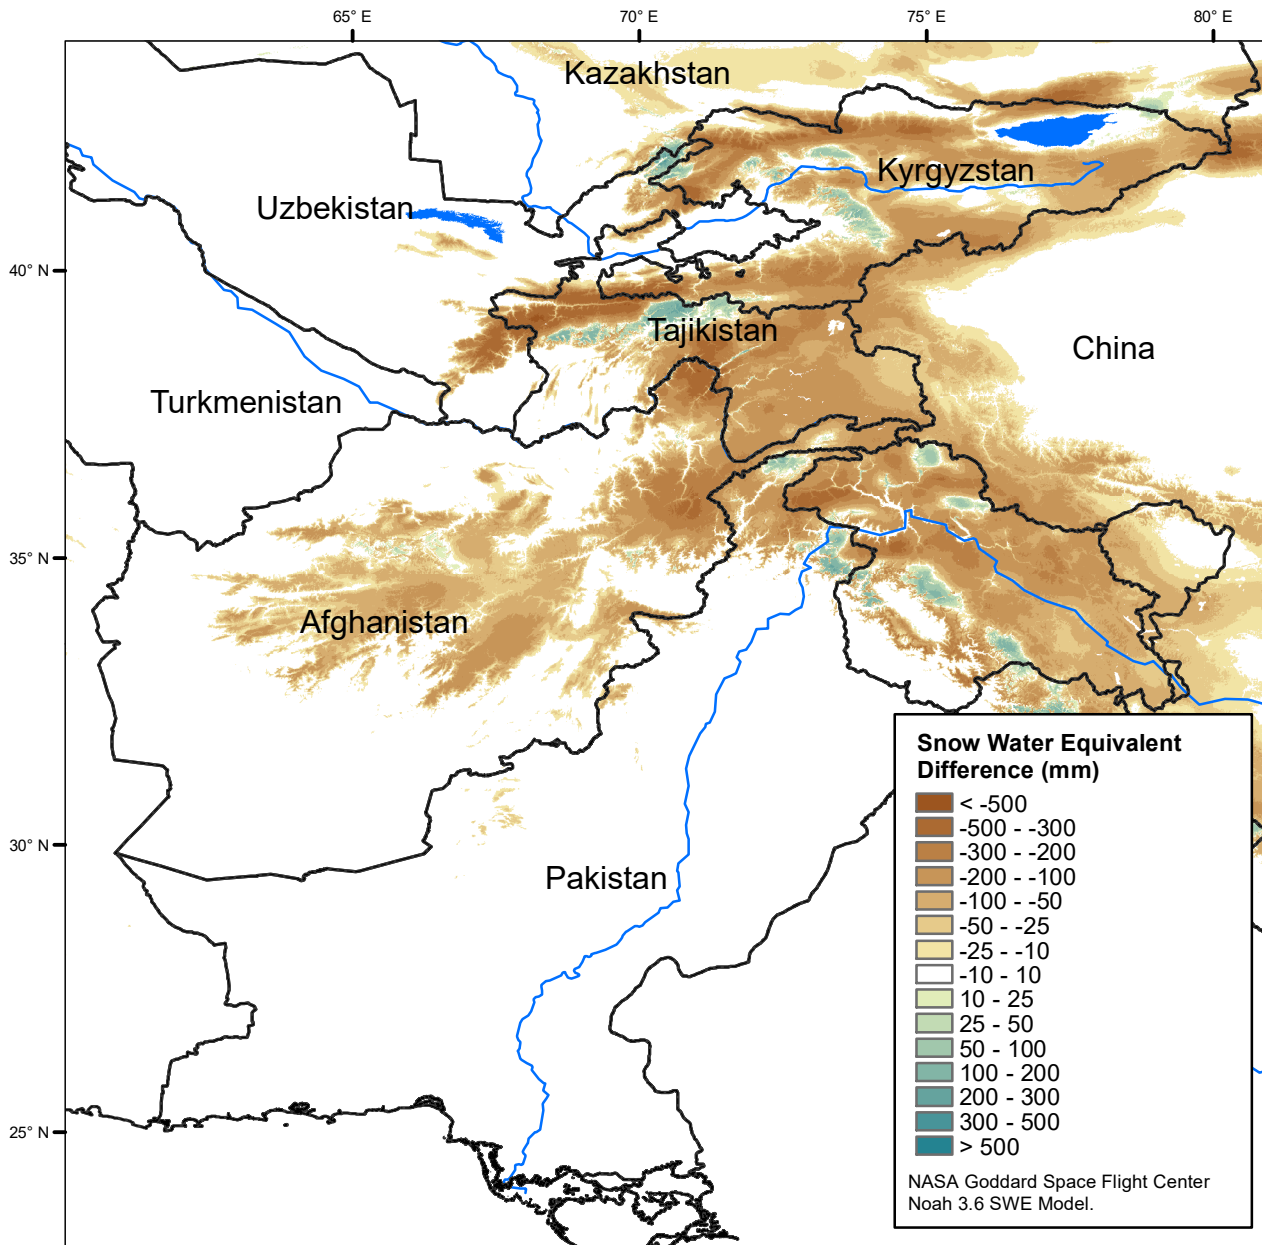 65° E
70° E
75° E
80° E
Kazakhstan
Kyrgyzstan
Uzbekistan
40° N
Tajikistan
China
Turkmenistan
35° N
Afghanistan
30° N
Pakistan
25° N
Snow Water Equivalent
Difference (mm)
< -500
-500 - -300
-300 - -200
-200 - -100
-100 - -50
-50 - -25
-25 - -10
-10 - 10
10 - 25
25 - 50
50 - 100
100 - 200
200 - 300
300 - 500
> 500
NASA Goddard Space Flight Center
Noah 3.6 SWE Model.